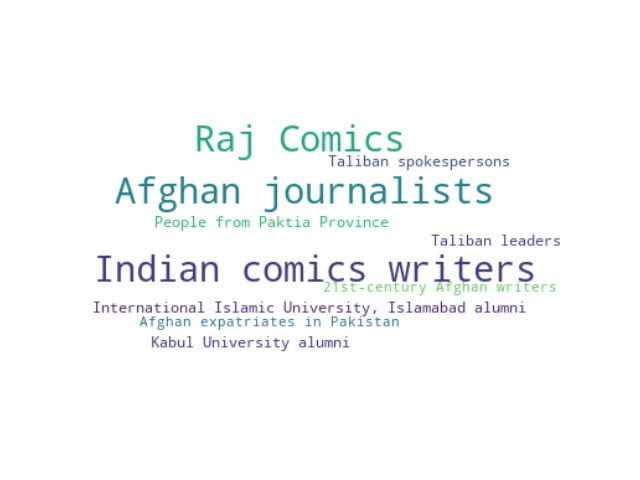 Raj Comics
Taliban spokespersons
Afghan journalists
People from Paktia Province
Taliban leaders
Indian comics writers
21st-century Afghan writers
International Islamic University, Islamabad alumni
Afghan expatriates in Pakistan
Kabul University alumni